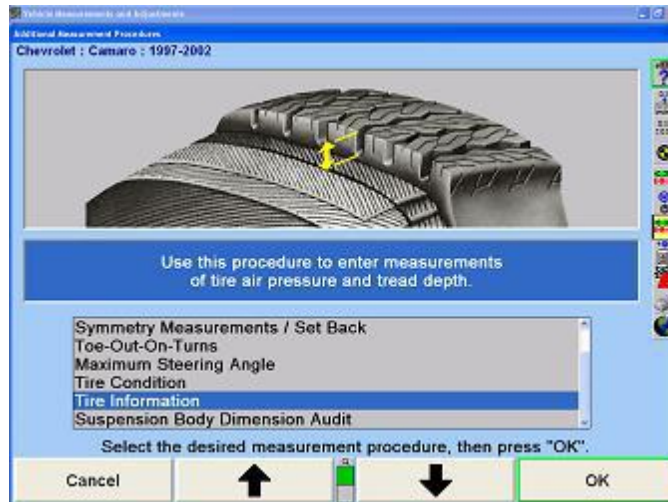 Vehicle Measurements and Adjustments
Additional Measurement Procedures
Chevrolet : Camaro : 1997-2002
Use this procedure to enter measurements
of tire air pressure and tread depth.
Symmetry Measurements / Set Back
Toe-Out-On-Turns
Maximum Steering Angle
Tire Condition
Tire Information
Suspension Body Dimension Audit
Select the desired measurement procedure, then press "OK".
Cancel
OK